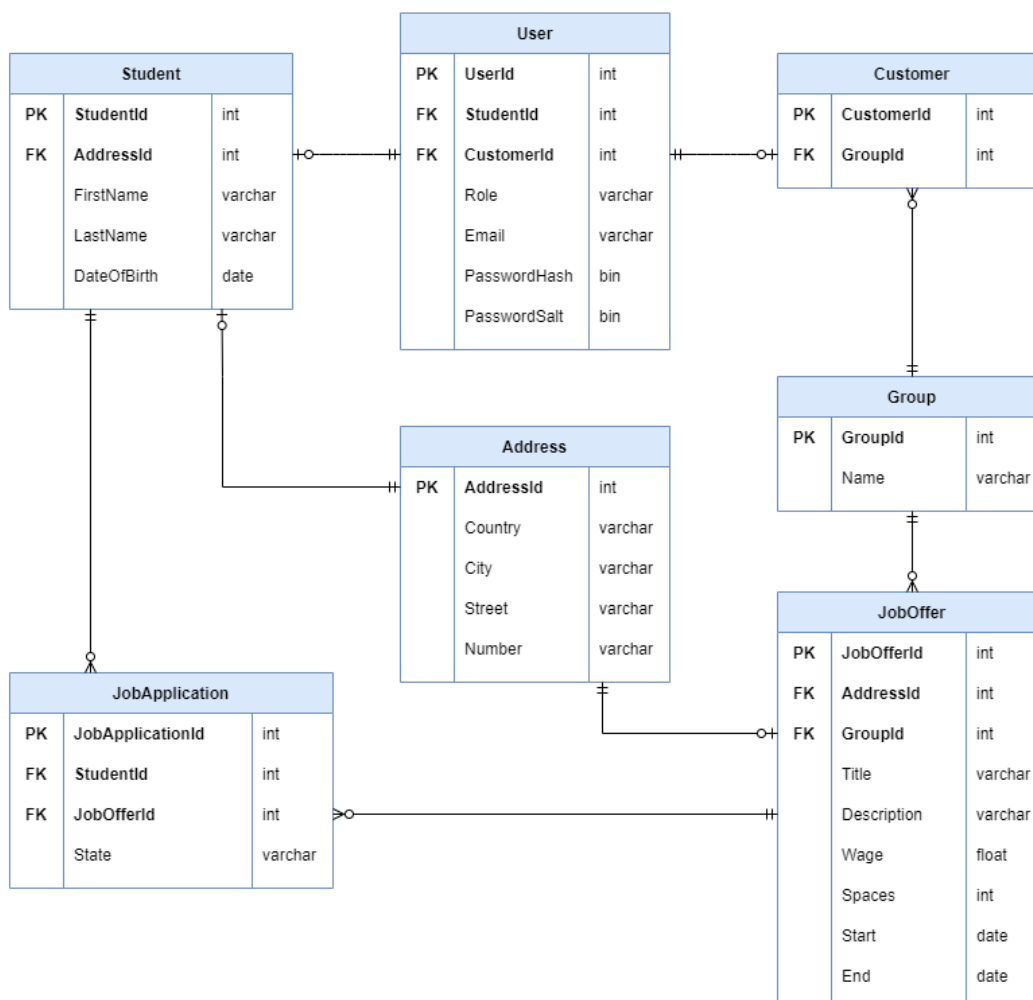 User
PK UserId int
FK StudentId int
FK CustomerId int
Role varchar
Email varchar
PasswordHash bin
PasswordSalt bin
Student
PK StudentId int
FK AddressId int
FirstName varchar
LastName varchar
DateOfBirth date
Customer
PK CustomerId int
FK GroupId int
Group
PK GroupId int
Name varchar
Address
PK AddressId int
Country varchar
City varchar
Street varchar
Number varchar
JobOffer
PK JobOfferId int
FK AddressId int
FK GroupId int
Title varchar
Description varchar
Wage float
Spaces int
Start date
End date
JobApplication
PK JobApplicationId int
FK StudentId int
FK JobOfferId int
State varchar